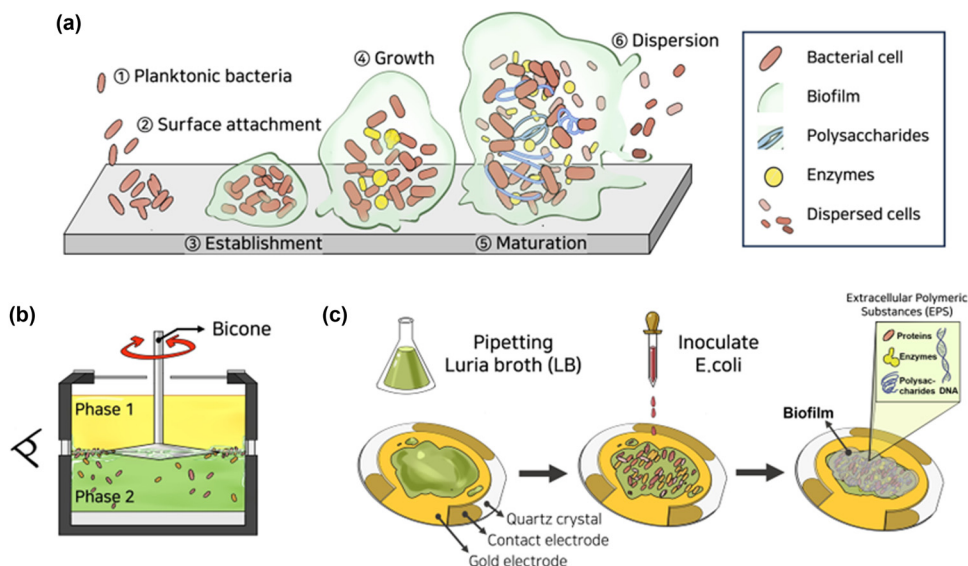 (a)
① Planktonic bacteria
② Surface attachment
③ Establishment
④ Growth
⑤ Maturation
⑥ Dispersion
Bacterial cell
Biofilm
Polysaccharides
Enzymes
Dispersed cells
(b)
Bicone
Phase 1
Phase 2
(c)
Pipetting
Luria broth (LB)
Inoculate
E.coli
Quartz crystal
Contact electrode
Gold electrode
Extracellular Polymeric
Substances (EPS)
Proteins
Enzymes
Polysac-
charides DNA
Biofilm